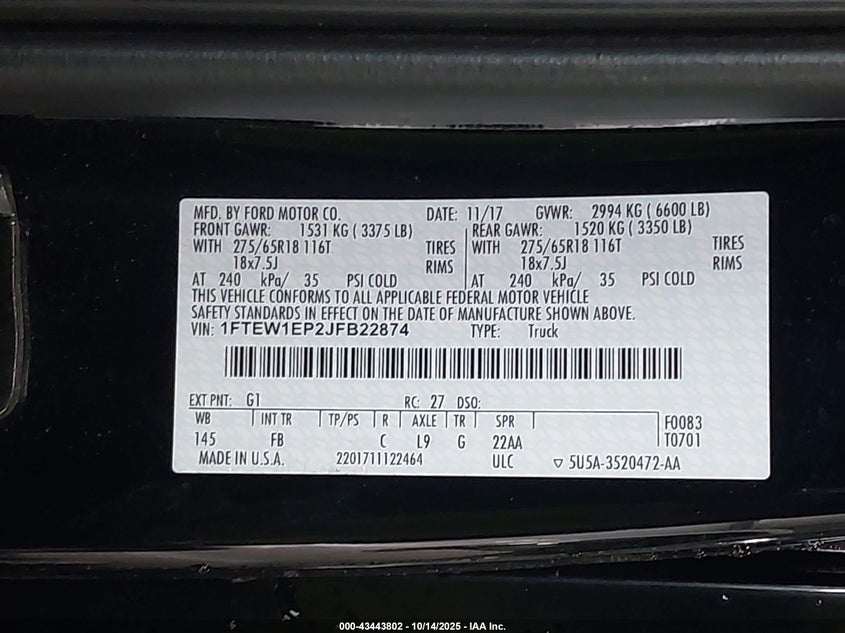 MFD. BY FORD MOTOR CO. DATE: 11/17 GVWR: 2994 KG ( 6600 LB)
FRONT GAWR: 1531 KG ( 3375 LB) REAR GAWR: 1520 KG ( 3350 LB)
WITH 275/65R18 116T TIRES WITH 275/65R18 116T TIRES
18x7.5J RIMS 18x7.5J RIMS
AT 240 kPa/ 35 PSI COLD AT 240 kPa/ 35 PSI COLD
THIS VEHICLE CONFORMS TO ALL APPLICABLE FEDERAL MOTOR VEHICLE
SAFETY STANDARDS IN EFFECT ON THE DATE OF MANUFACTURE SHOWN ABOVE.
VIN: 1FTEW1EP2JFB22874 TYPE: Truck
EXT PNT: G1 RC: 27 DSO:
WB INT TR TP/PS R AXLE TR SPR F0083
145 FB C L9 G 22AA T0701
MADE IN U.S.A. 2201711122464 ULC ▽ 5U5A-3520472-AA
000-43443802 - 10/14/2025 - IAA Inc.